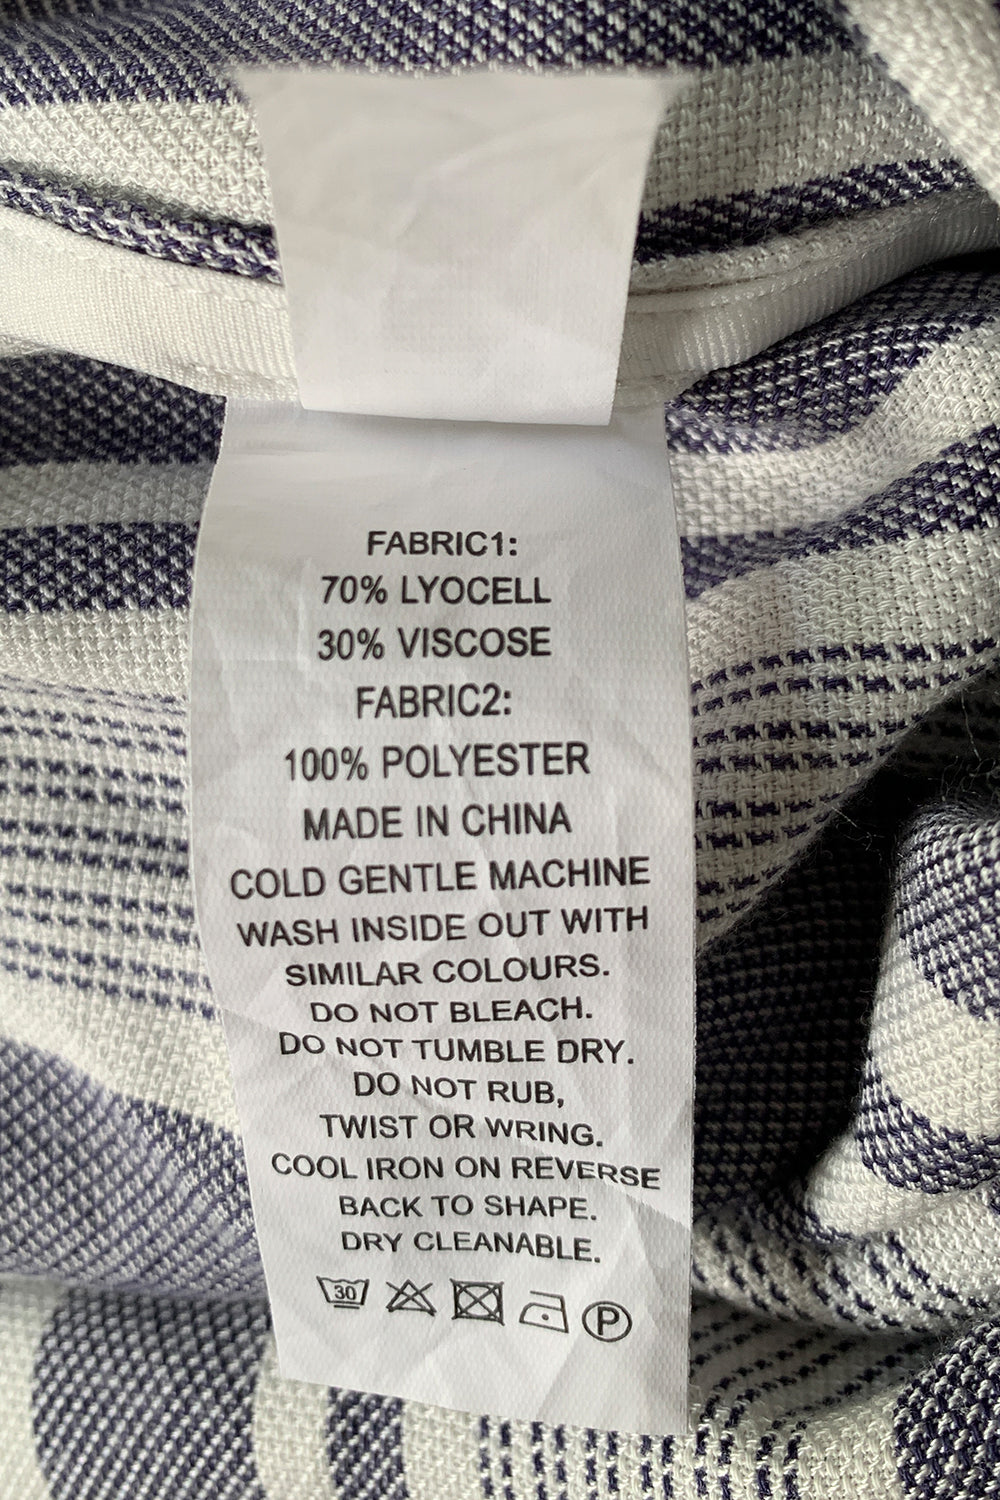 FABRIC1:
70% LYOCELL
30% VISCOSE
FABRIC2:
100% POLYESTER
MADE IN CHINA
COLD GENTLE MACHINE
WASH INSIDE OUT WITH
SIMILAR COLOURS.
DO NOT BLEACH.
DO NOT TUMBLE DRY.
DO NOT RUB,
TWIST OR WRING.
COOL IRON ON REVERSE
BACK TO SHAPE.
DRY CLEANABLE.
30 P